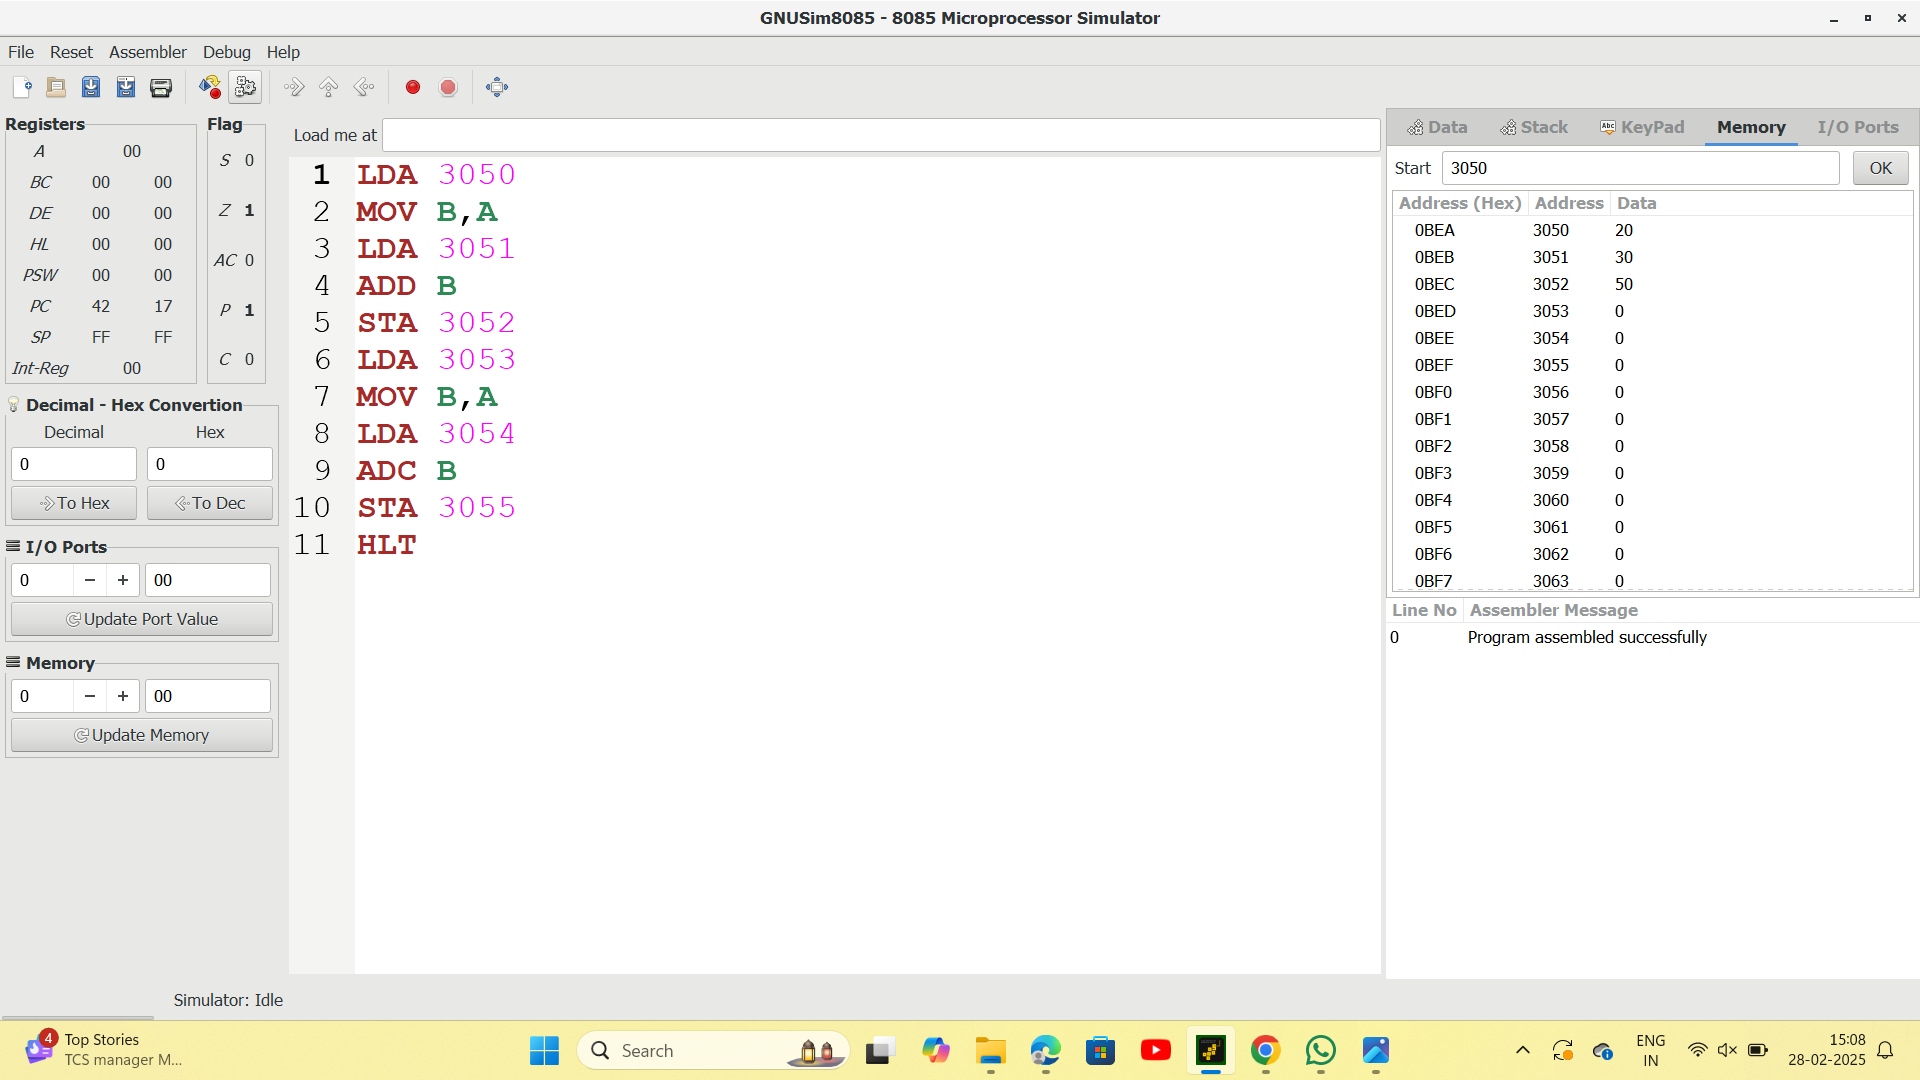 GNUSim8085 - 8085 Microprocessor Simulator
File Reset Assembler Debug Help
Registers
A 00
BC 00 00
DE 00 00
HL 00 00
PSW 00 00
PC 42 17
SP FF FF
Int-Reg 00
Flag
S 0
Z 1
AC 0
P 1
C 0
Decimal - Hex Convertion
Decimal Hex
0 0
To Hex To Dec
I/O Ports
0 − + 00
Update Port Value
Memory
0 − + 00
Update Memory
Load me at
1 LDA 3050
2 MOV B,A
3 LDA 3051
4 ADD B
5 STA 3052
6 LDA 3053
7 MOV B,A
8 LDA 3054
9 ADC B
10 STA 3055
11 HLT
Data Stack Abc KeyPad Memory I/O Ports
Start 3050 OK
Address (Hex) Address Data
0BEA 3050 20
0BEB 3051 30
0BEC 3052 50
0BED 3053 0
0BEE 3054 0
0BEF 3055 0
0BF0 3056 0
0BF1 3057 0
0BF2 3058 0
0BF3 3059 0
0BF4 3060 0
0BF5 3061 0
0BF6 3062 0
0BF7 3063 0
Line No Assembler Message
0 Program assembled successfully
Simulator: Idle
4
Top Stories
TCS manager M...
Search
ENG
IN
15:08
28-02-2025